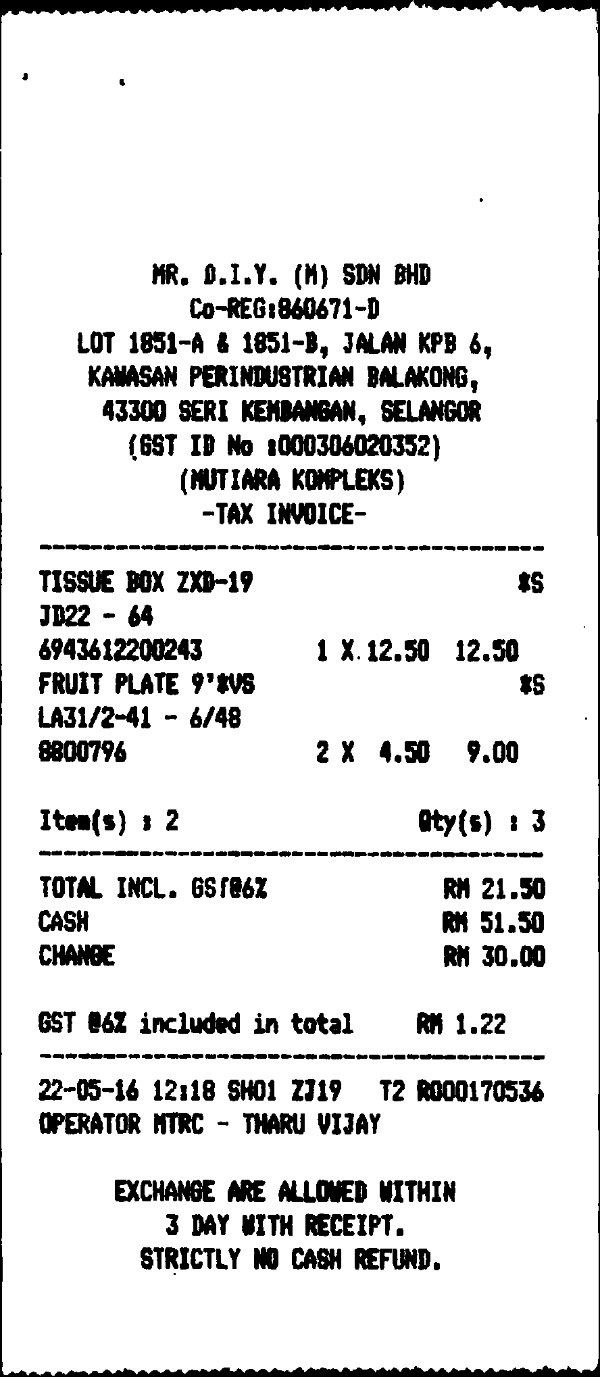 MR. D.I.Y. (M) SDN BHD
Co-REG:860671-D
LOT 1851-A & 1851-B, JALAN KPB 6,
KAWASAN PERINDUSTRIAN BALAKONG,
43300 SERI KEMBANGAN, SELANGOR
(GST ID No :000306020352)
(MUTIARA KOMPLEKS)
-TAX INVOICE-
TISSUE BOX ZXD-19 *S
JD22 - 64
6943612200243 1 X 12.50 12.50
FRUIT PLATE 9'*VS *S
LA31/2-41 - 6/48
8800796 2 X 4.50 9.00
Item(s) : 2 Qty(s) : 3
TOTAL INCL. GST@6% RM 21.50
CASH RM 51.50
CHANGE RM 30.00
GST @6% included in total RM 1.22
22-05-16 12:18 SH01 ZJ19 T2 R000170536
OPERATOR MTRC - THARU VIJAY
EXCHANGE ARE ALLOWED WITHIN
3 DAY WITH RECEIPT.
STRICTLY NO CASH REFUND.